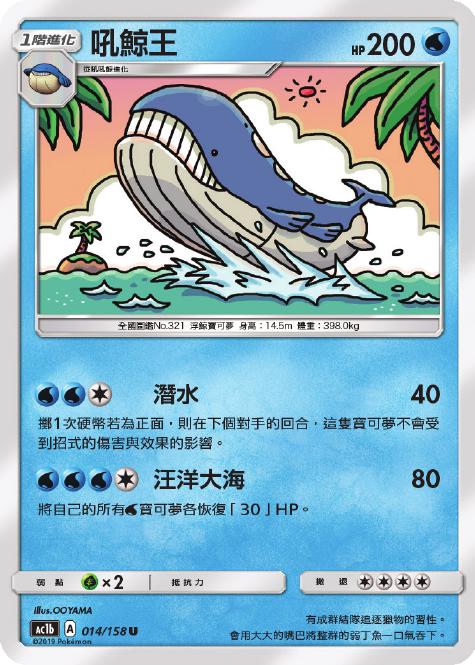 1階進化 吼鯨王 HP 200
從吼吼鯨進化
全國圖鑑No.321 浮鯨寶可夢 身高:14.5m 體重:398.0kg
潛水 40
擲1次硬幣若為正面,則在下個對手的回合,這隻寶可夢不會受
到招式的傷害與效果的影響。
汪洋大海 80
將自己的所有寶可夢各恢復「30」HP。
弱點 ×2 抵抗力 撤退
illus.OOYAMA
AC1b A 014/158 U
©2019 Pokémon
有成群結隊追逐獵物的習性。
會用大大的嘴巴將整群的弱丁魚一口氣吞下。